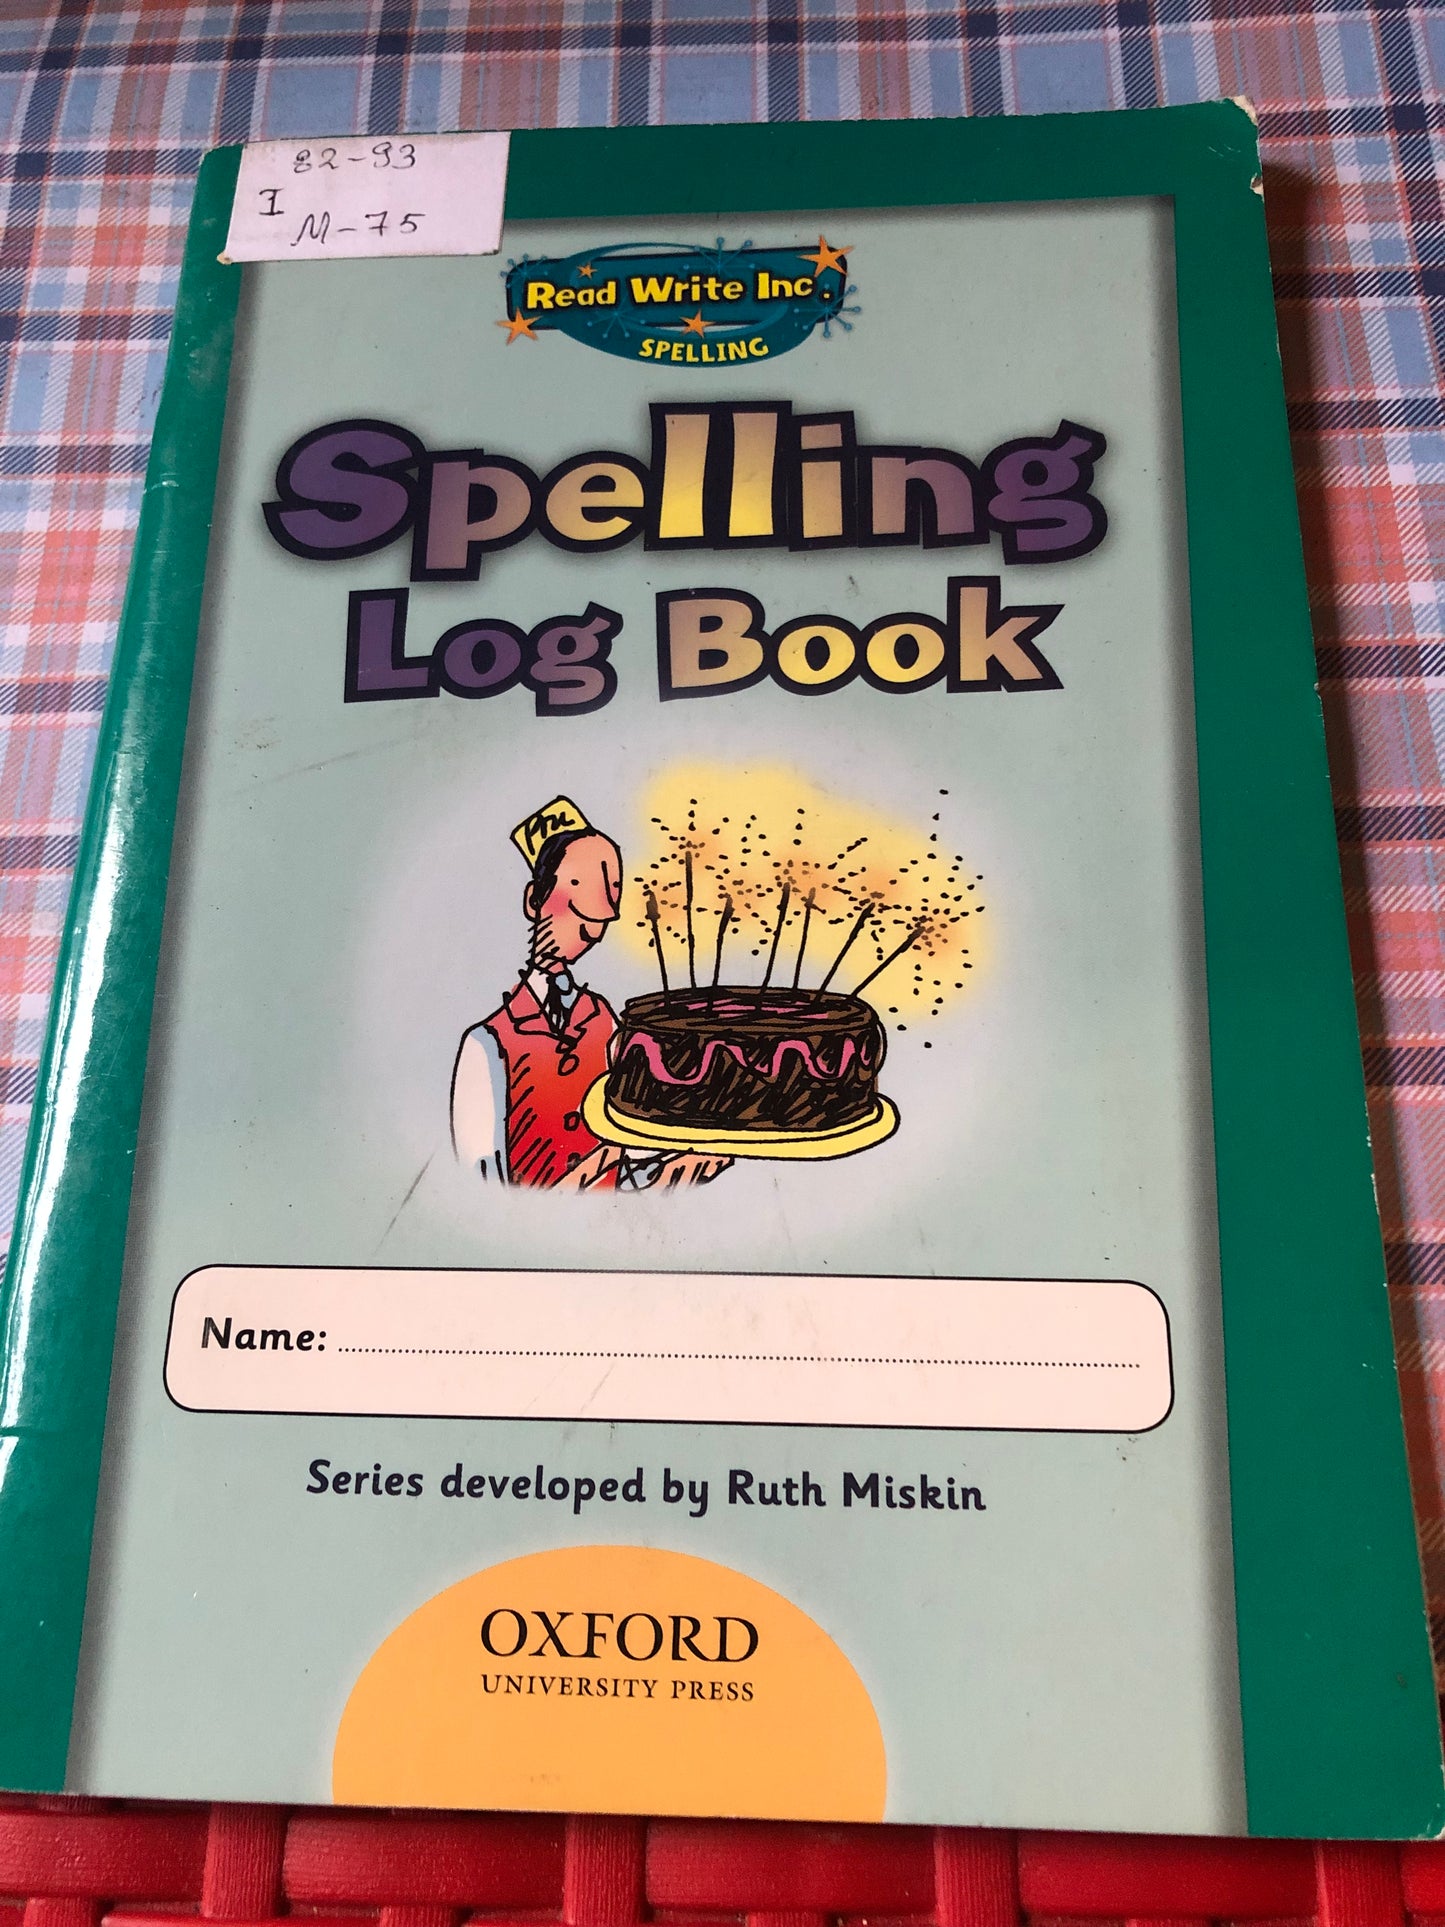 82-93
I
M-75
Read Write Inc.
SPELLING
Spelling
Log Book
Name:
Series developed by Ruth Miskin
OXFORD
UNIVERSITY PRESS